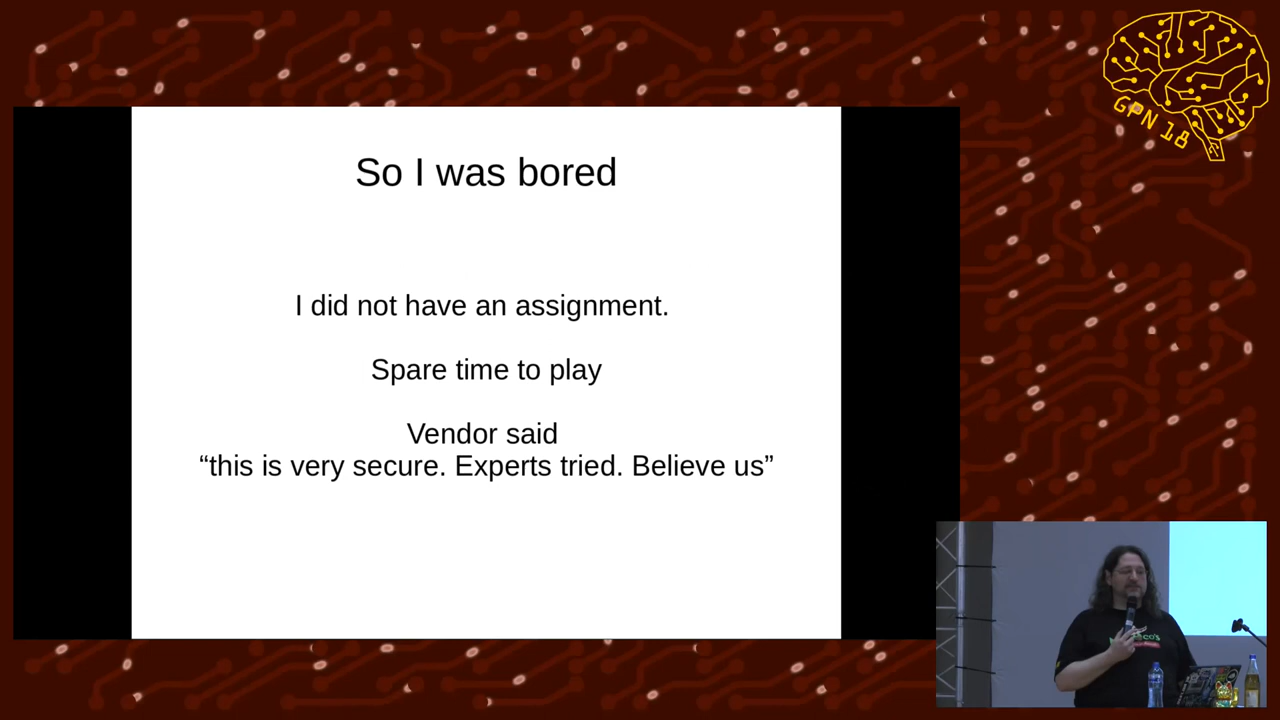 GPN 18
So I was bored
I did not have an assignment.
Spare time to play
Vendor said
“this is very secure. Experts tried. Believe us”